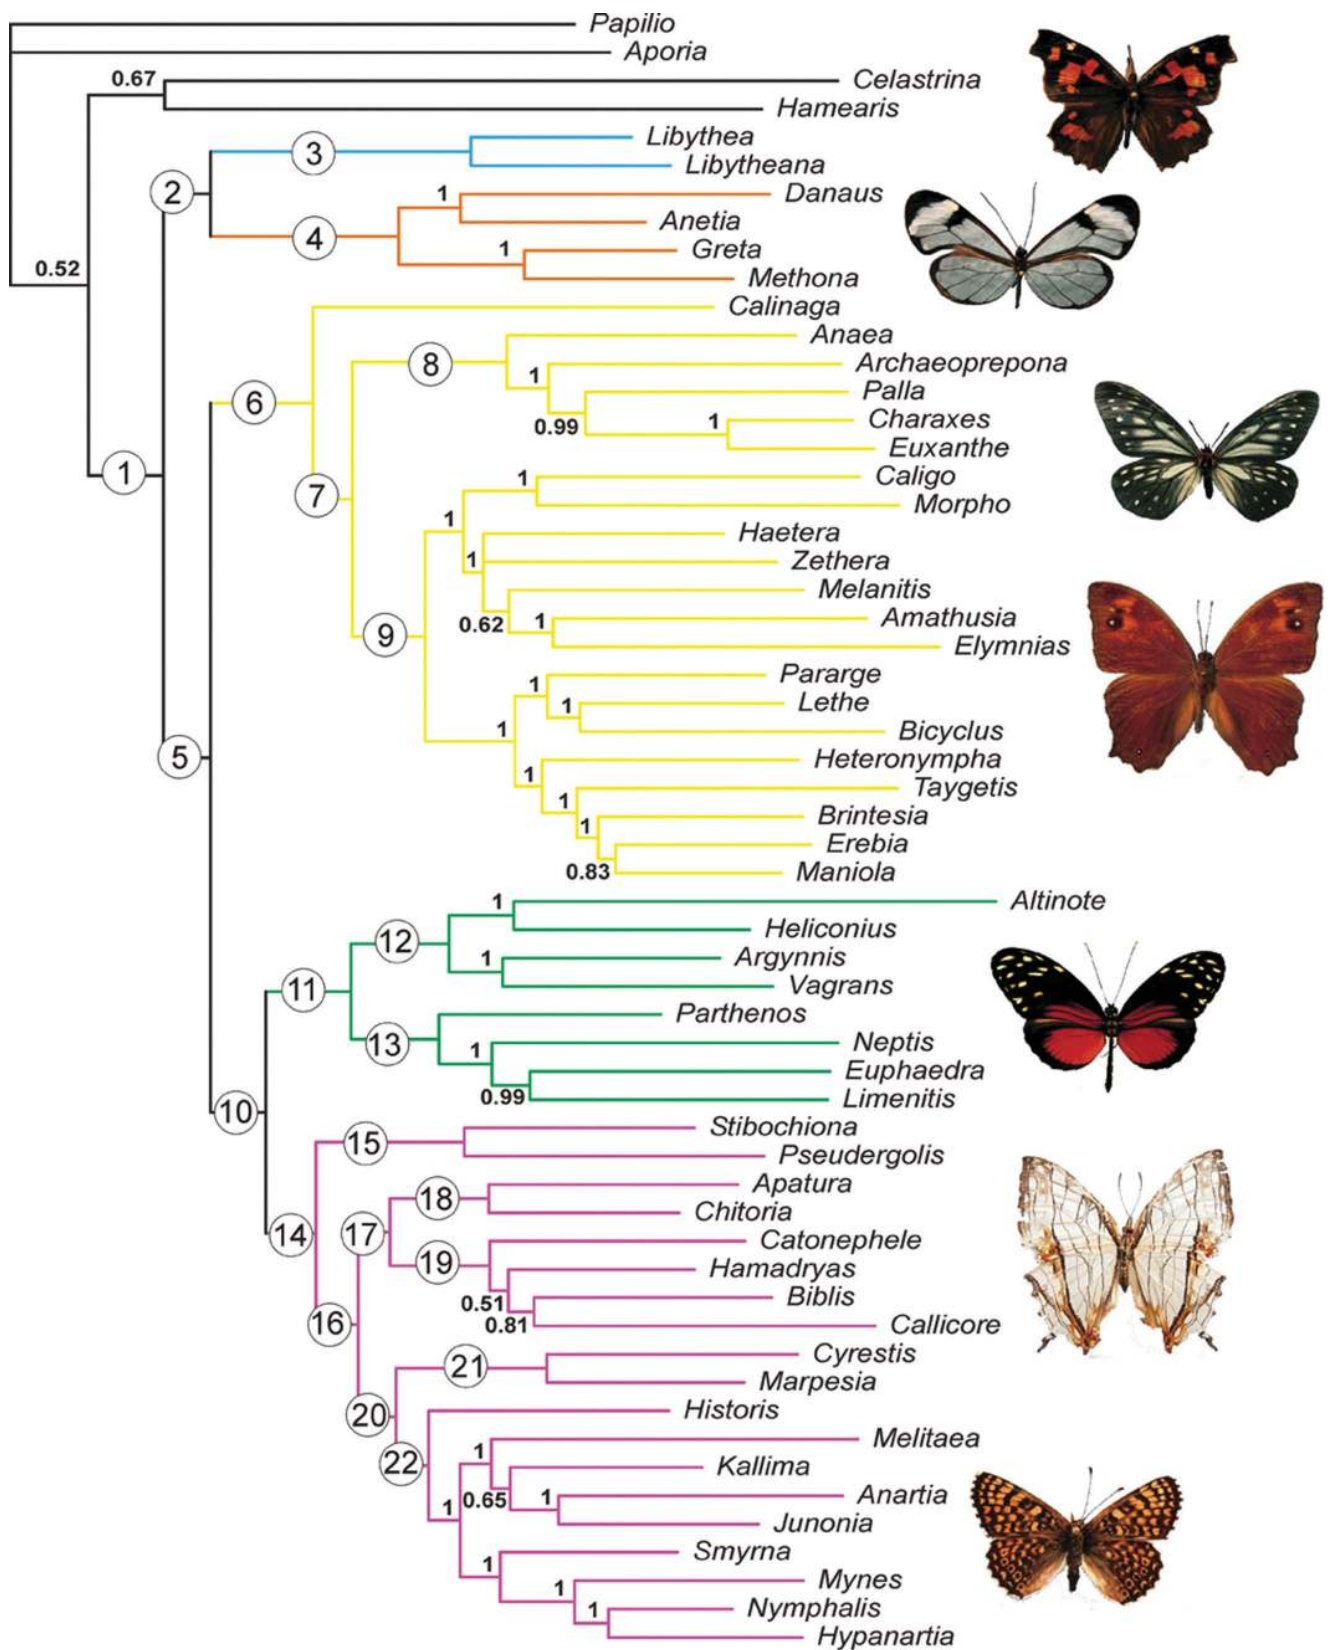 Papilio
Aporia
0.67
Celastrina
Hamearis
Libythea
3
Libytheana
2
1
Danaus
Anetia
4
1
Greta
0.52
Methona
Calinaga
Anaea
8
Archaeoprepona
1
Palla
6
0.99
1
Charaxes
Euxanthe
1
1
Caligo
7
Morpho
1
Haetera
1
Zethera
Melanitis
0.62
1
Amathusia
9
Elymnias
1
Pararge
1
Lethe
1
Bicyclus
5
Heteronympha
1
Taygetis
1
Brintesia
1
Erebia
0.83
Maniola
1
Altinote
12
Heliconius
1
Argynnis
11
Vagrans
Parthenos
13
1
Neptis
Euphaedra
0.99
Limenitis
10
Stibochiona
15
Pseudergolis
Apatura
18
Chitoria
14
17
Catonephele
19
Hamadryas
0.51
Biblis
16
0.81
Callicore
Cyrestis
21
Marpesia
20
Historis
22
1
Melitaea
Kallima
0.65
1
Anartia
1
Junonia
1
Smyrna
1
Mynes
1
Nymphalis
Hypanartia